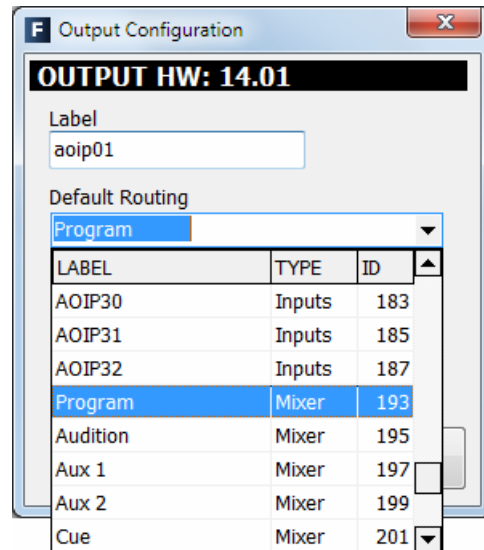 F Output Configuration
OUTPUT HW: 14.01
Label
aoip01
Default Routing
Program
LABEL TYPE ID
AOIP30 Inputs 183
AOIP31 Inputs 185
AOIP32 Inputs 187
Program Mixer 193
Audition Mixer 195
Aux 1 Mixer 197
Aux 2 Mixer 199
Cue Mixer 201